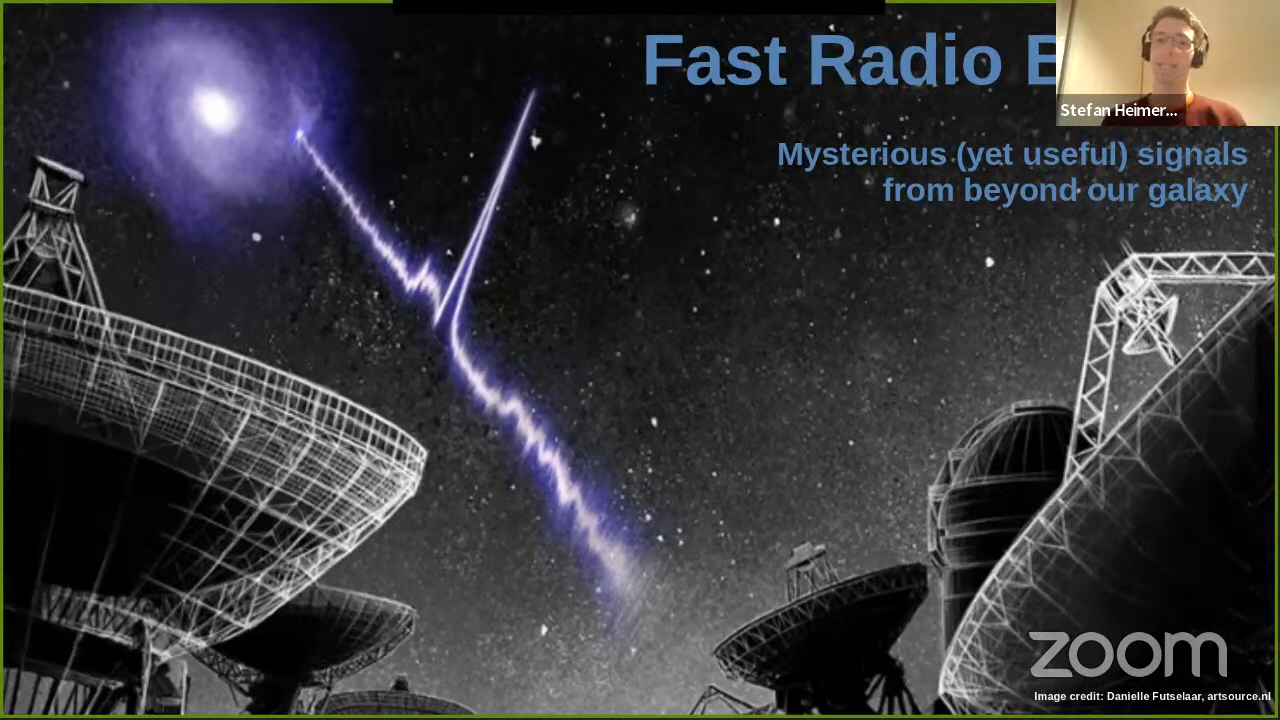 Fast Radio
Stefan Heimer...
Mysterious (yet useful) signals
from beyond our galaxy
zoom
Image credit: Danielle Futselaar, artsource.nl